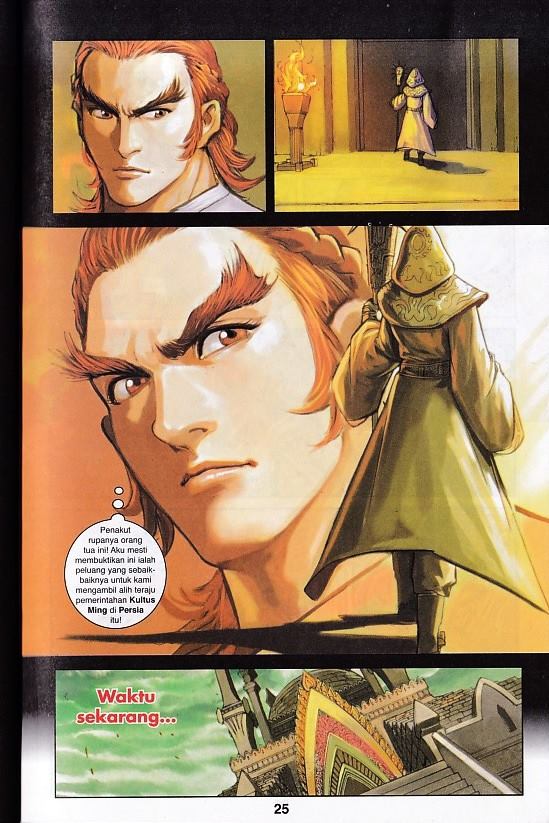 Penakut
rupanya orang
tua ini! Aku mesti
membuktikan ini ialah
peluang yang sebaik-
baiknya untuk kami
mengambil alih teraju
pemerintahan Kultus
Ming di Persia
itu!
Waktu
sekarang...
25